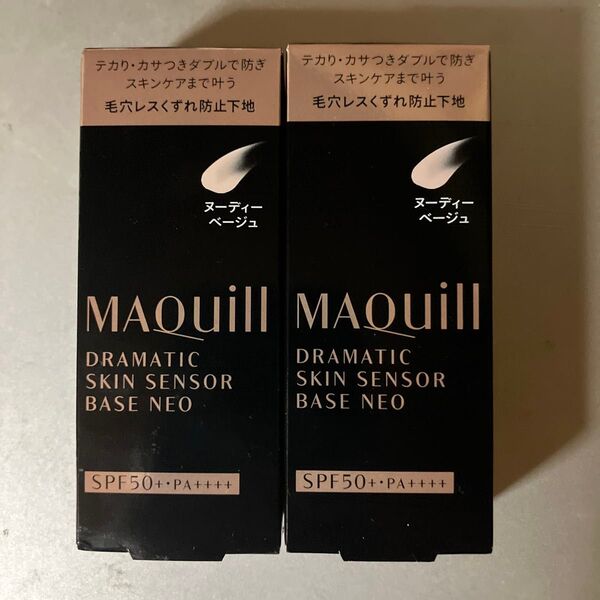 テカり・カサつきダブルで防ぎ
スキンケアまで叶う
毛穴レスくずれ防止下地
ヌーディー
ベージュ
MAQuill
DRAMATIC
SKIN SENSOR
BASE NEO
SPF50+・PA++++
テカり・カサつきダブルで防ぎ
スキンケアまで叶う
毛穴レスくずれ防止下地
ヌーディー
ベージュ
MAQuill
DRAMATIC
SKIN SENSOR
BASE NEO
SPF50+・PA++++